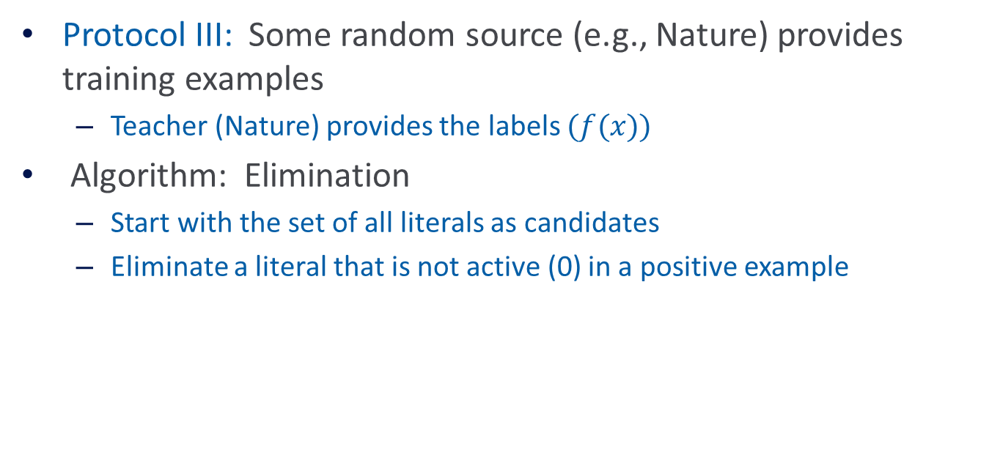 • Protocol III: Some random source (e.g., Nature) provides
training examples
– Teacher (Nature) provides the labels (f(x))
• Algorithm: Elimination
– Start with the set of all literals as candidates
– Eliminate a literal that is not active (0) in a positive example